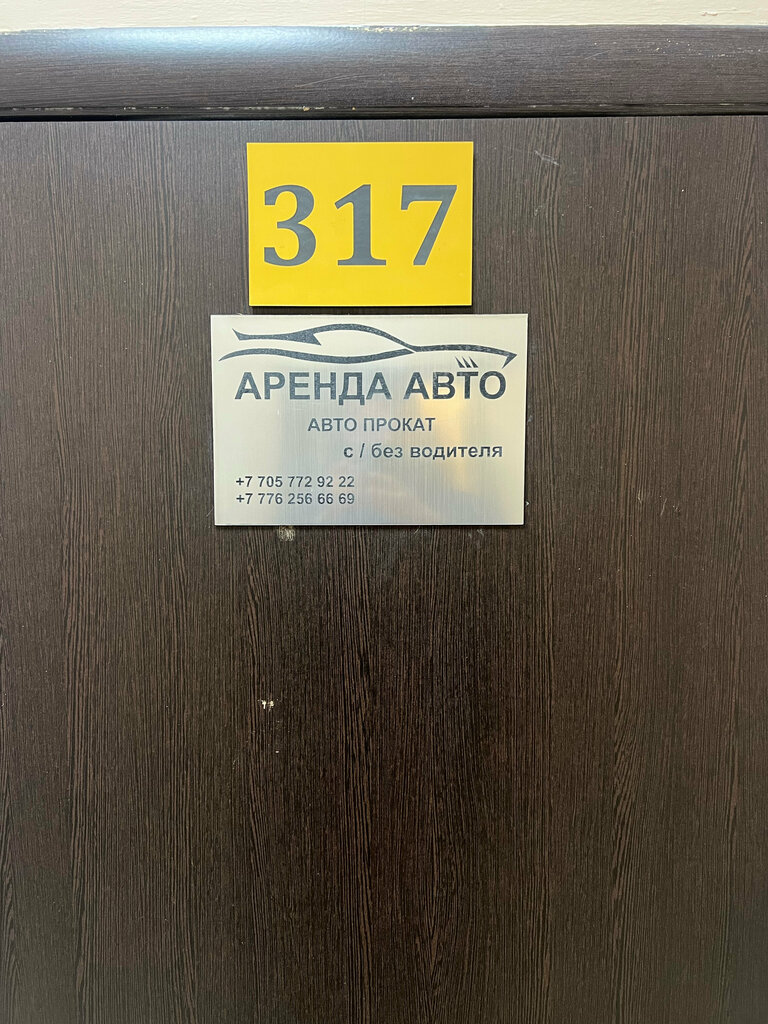 317
АРЕНДА АВТО
АВТО ПРОКАТ
с / без водителя
+7 705 772 92 22
+7 776 256 66 69